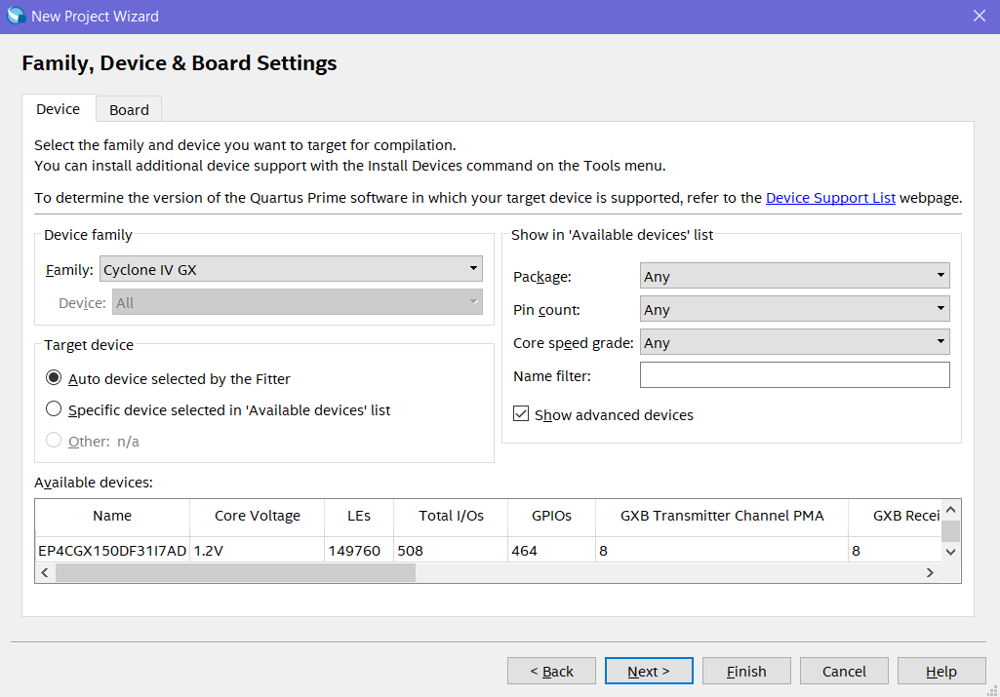 New Project Wizard
Family, Device & Board Settings
Device
Board
Select the family and device you want to target for compilation.
You can install additional device support with the Install Devices command on the Tools menu.
To determine the version of the Quartus Prime software in which your target device is supported, refer to the Device Support List webpage.
Device family
Family: Cyclone IV GX
Device: All
Target device
Auto device selected by the Fitter
Specific device selected in 'Available devices' list
Other: n/a
Show in 'Available devices' list
Package: Any
Pin count: Any
Core speed grade: Any
Name filter:
Show advanced devices
Available devices:
Name Core Voltage LEs Total I/Os GPIOs GXB Transmitter Channel PMA GXB Recei
EP4CGX150DF31I7AD 1.2V 149760 508 464 8 8
< Back Next > Finish Cancel Help